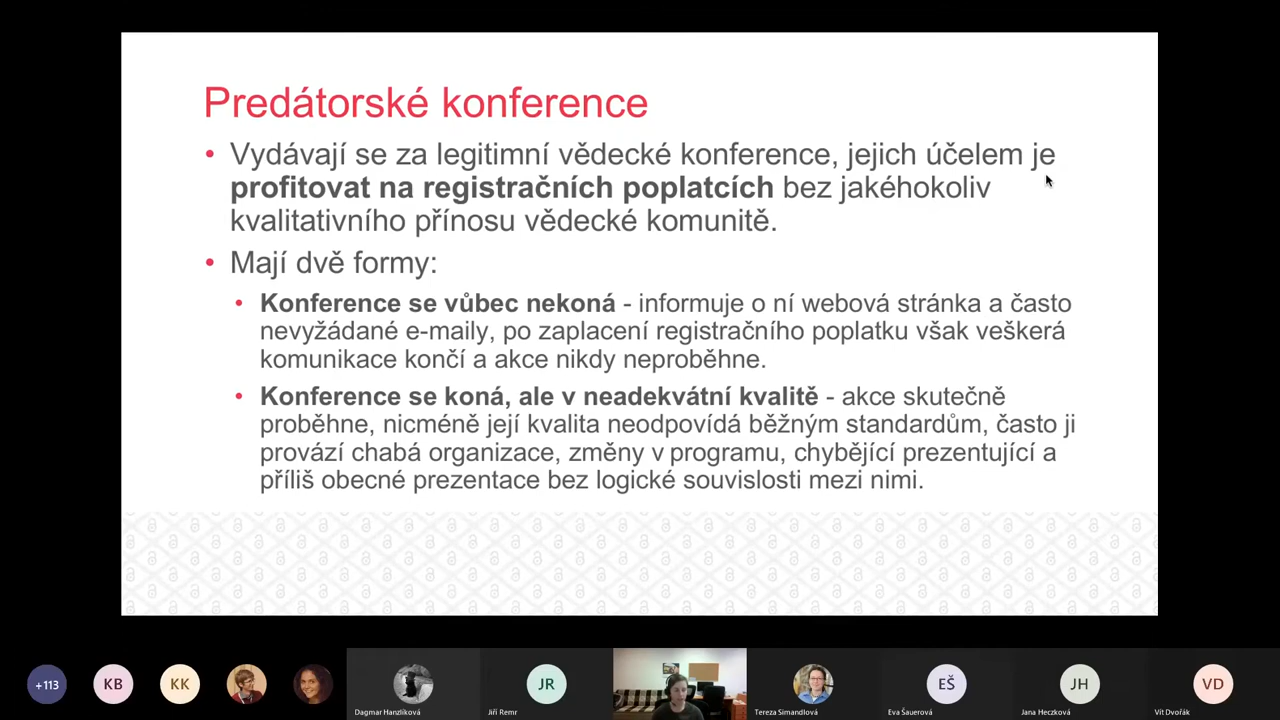 Predátorské konference
• Vydávají se za legitimní vědecké konference, jejich účelem je
profitovat na registračních poplatcích bez jakéhokoliv
kvalitativního přínosu vědecké komunitě.
• Mají dvě formy:
• Konference se vůbec nekoná - informuje o ní webová stránka a často
nevyžádané e-maily, po zaplacení registračního poplatku však veškerá
komunikace končí a akce nikdy neproběhne.
• Konference se koná, ale v neadekvátní kvalitě - akce skutečně
proběhne, nicméně její kvalita neodpovídá běžným standardům, často ji
provází chabá organizace, změny v programu, chybějící prezentující a
příliš obecné prezentace bez logické souvislosti mezi nimi.
+113
KB
KK
JR
EŠ
JH
VD
Dagmar Hanzlíková
Jiří Remr
Tereza Simandlová
Eva Šauerová
Jana Heczková
Vít Dvořák